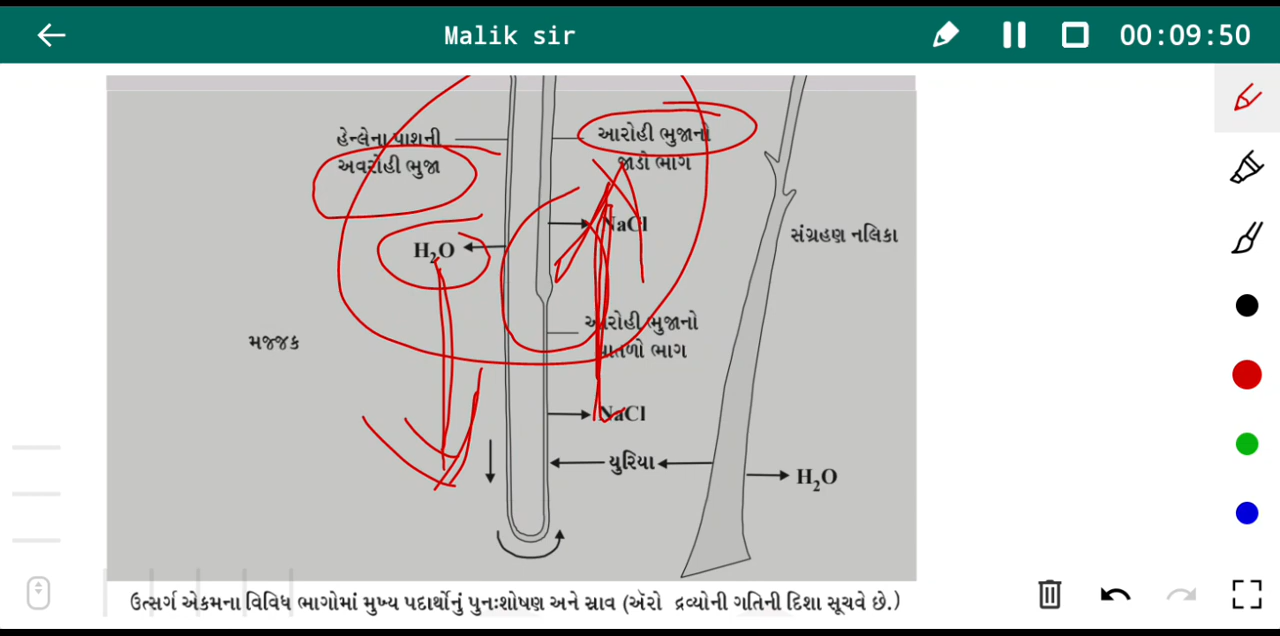 Malik sir
00:09:50
હેન્લેના પાશની
અવરોહી ભુજા
આરોહી ભુજાનો
જાડો ભાગ
NaCl
સંગ્રહણ નલિકા
H₂O
આરોહી ભુજાનો
પાતળો ભાગ
મજ્જક
NaCl
યુરિયા
H₂O
ઉત્સર્ગ એકમના વિવિધ ભાગોમાં મુખ્ય પદાર્થોનું પુનઃશોષણ અને સ્રાવ (ઍરો દ્રવ્યોની ગતિની દિશા સૂચવે છે.)